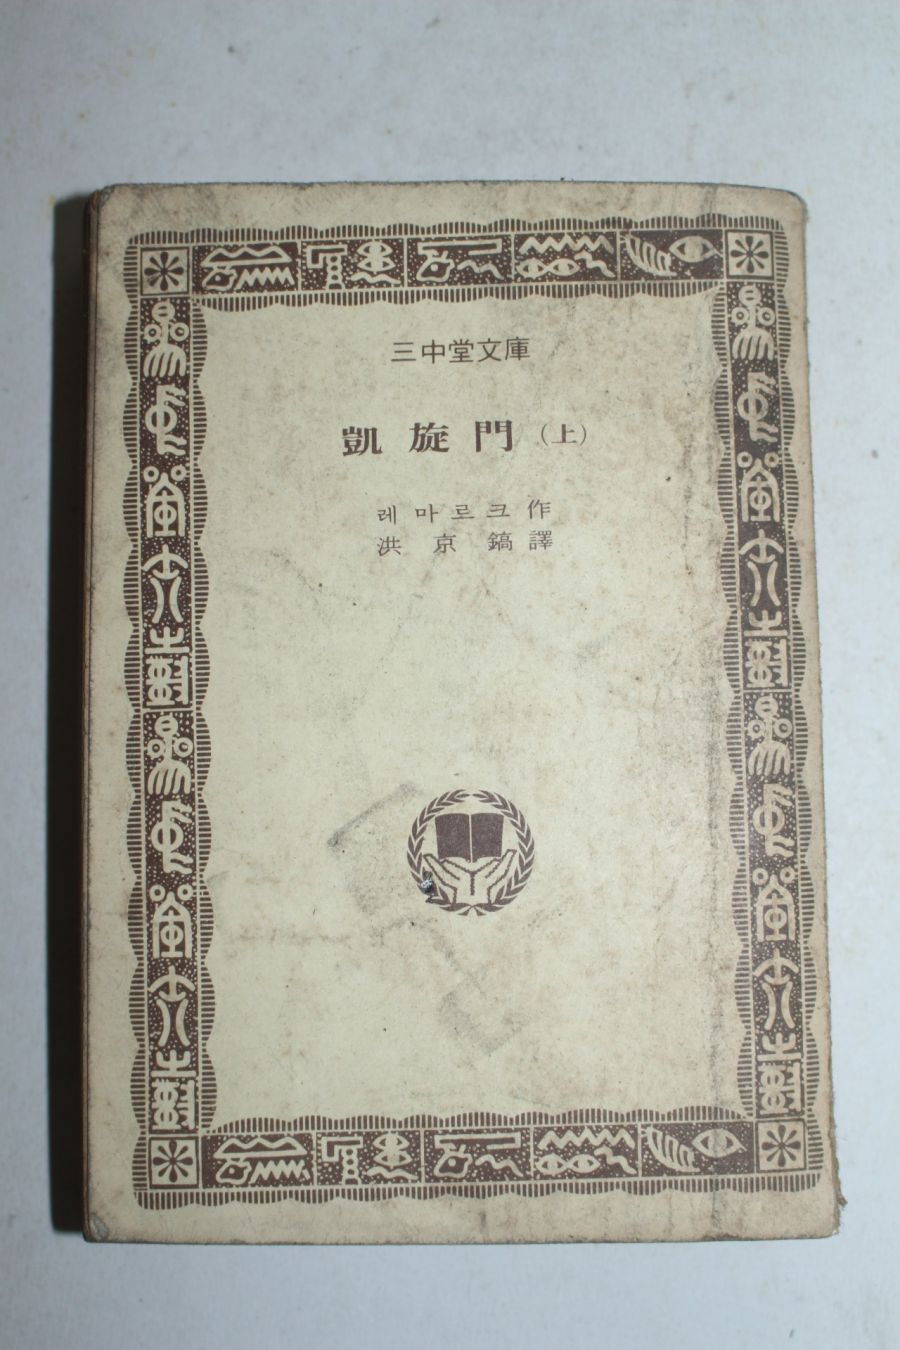 三中堂文庫
凱旋門(上)
레마르크作
洪京鎬譯